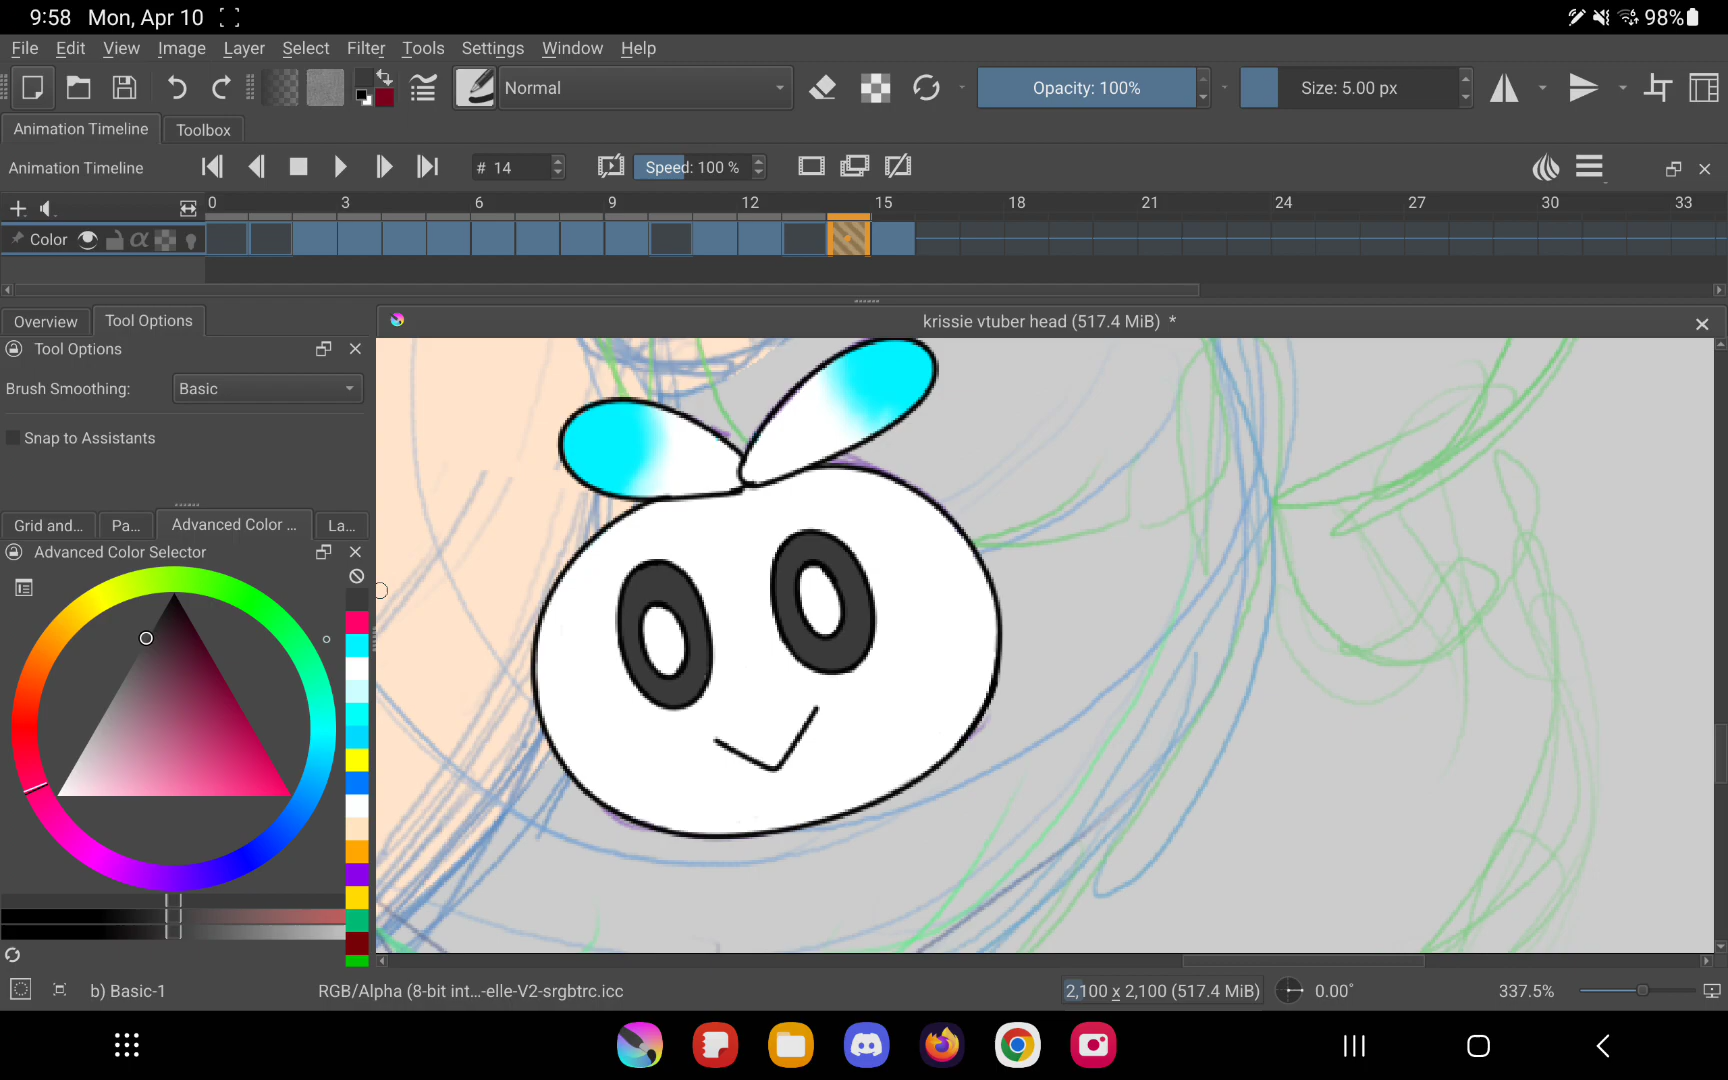 9:58 Mon, Apr 10 98%
File Edit View Image Layer Select Filter Tools Settings Window Help
Normal Opacity: 100% Size: 5.00 px
Animation Timeline Toolbox
Animation Timeline # 14 Speed: 100 %
0 3 6 9 12 15 18 21 24 27 30 33
Color α
Overview Tool Options krissie vtuber head (517.4 MiB) *
Tool Options
Brush Smoothing: Basic
Snap to Assistants
Grid and... Pa... Advanced Color ... La...
Advanced Color Selector
b) Basic-1 RGB/Alpha (8-bit int...-elle-V2-srgbtrc.icc 2,100 x 2,100 (517.4 MiB) 0.00° 337.5%